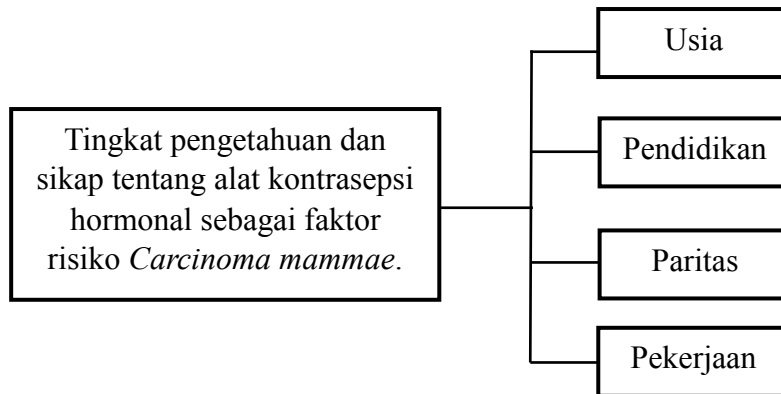 Tingkat pengetahuan dan
sikap tentang alat kontrasepsi
hormonal sebagai faktor
risiko Carcinoma mammae.
Usia
Pendidikan
Paritas
Pekerjaan